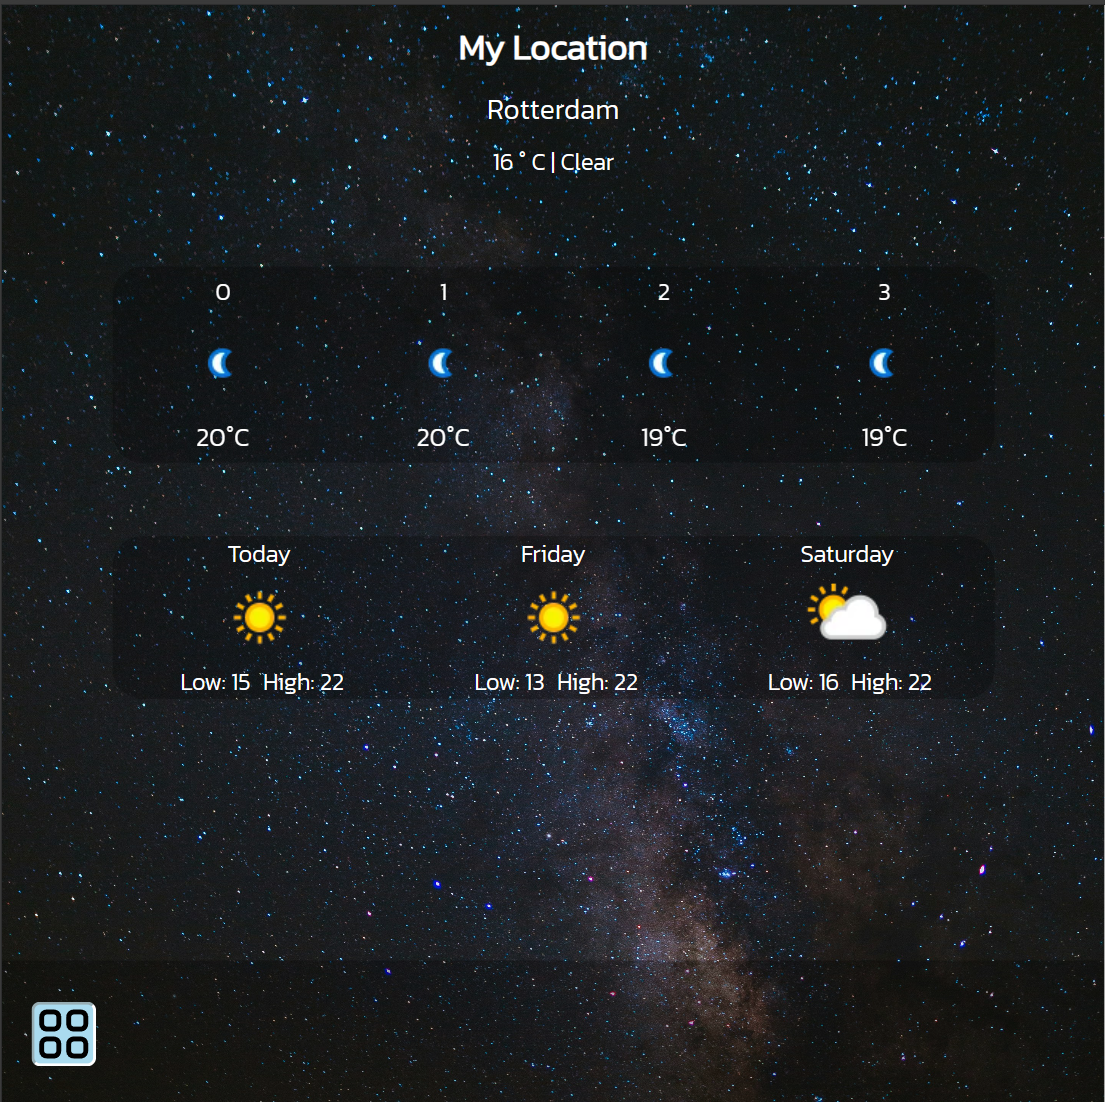 My Location
Rotterdam
16 ° C | Clear
0 1 2 3
20°C 20°C 19°C 19°C
Today Friday Saturday
Low: 15 High: 22 Low: 13 High: 22 Low: 16 High: 22